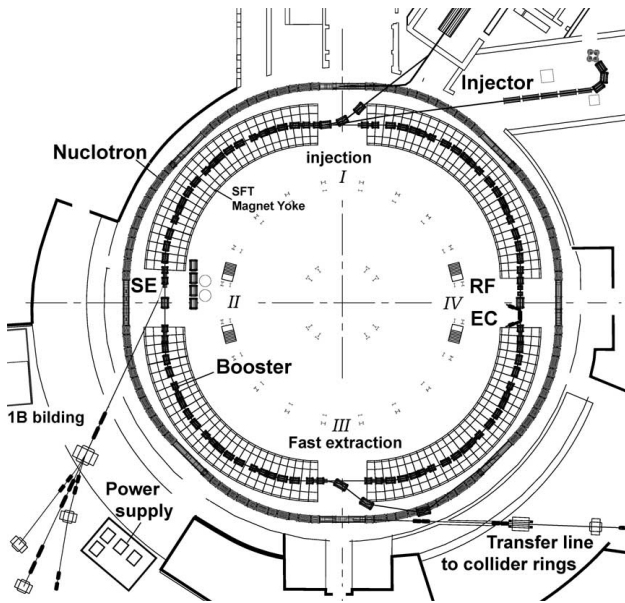 Injector
Nuclotron
injection
I
SFT
Magnet Yoke
SE
II
IV
RF
EC
Booster
1B bilding
III
Fast extraction
Power
supply
Transfer line
to collider rings